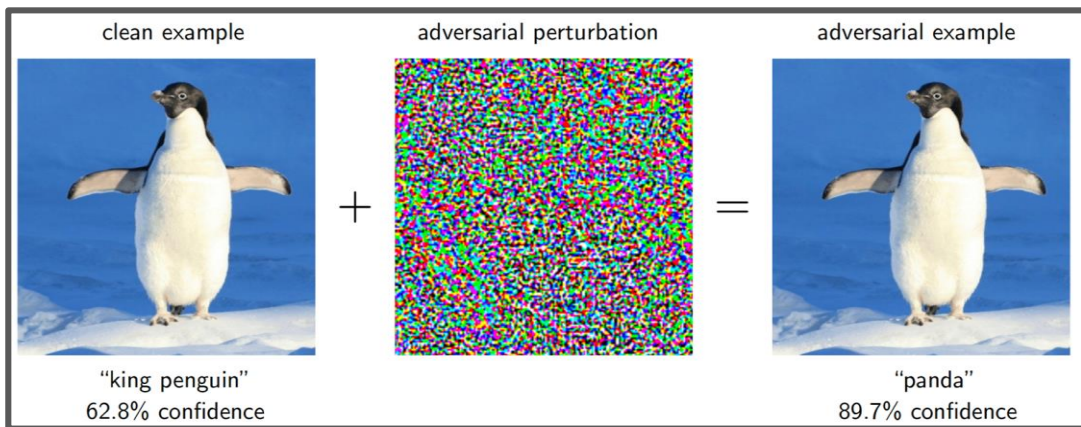 clean example
adversarial perturbation
adversarial example
+
=
“king penguin”
62.8% confidence
“panda”
89.7% confidence